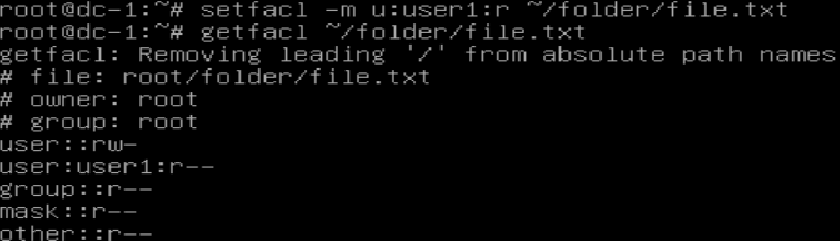 root@dc-1:~# setfacl -m u:user1:r ~/folder/file.txt
root@dc-1:~# getfacl ~/folder/file.txt
getfacl: Removing leading '/' from absolute path names
# file: root/folder/file.txt
# owner: root
# group: root
user::rw-
user:user1:r--
group::r--
mask::r--
other::r--